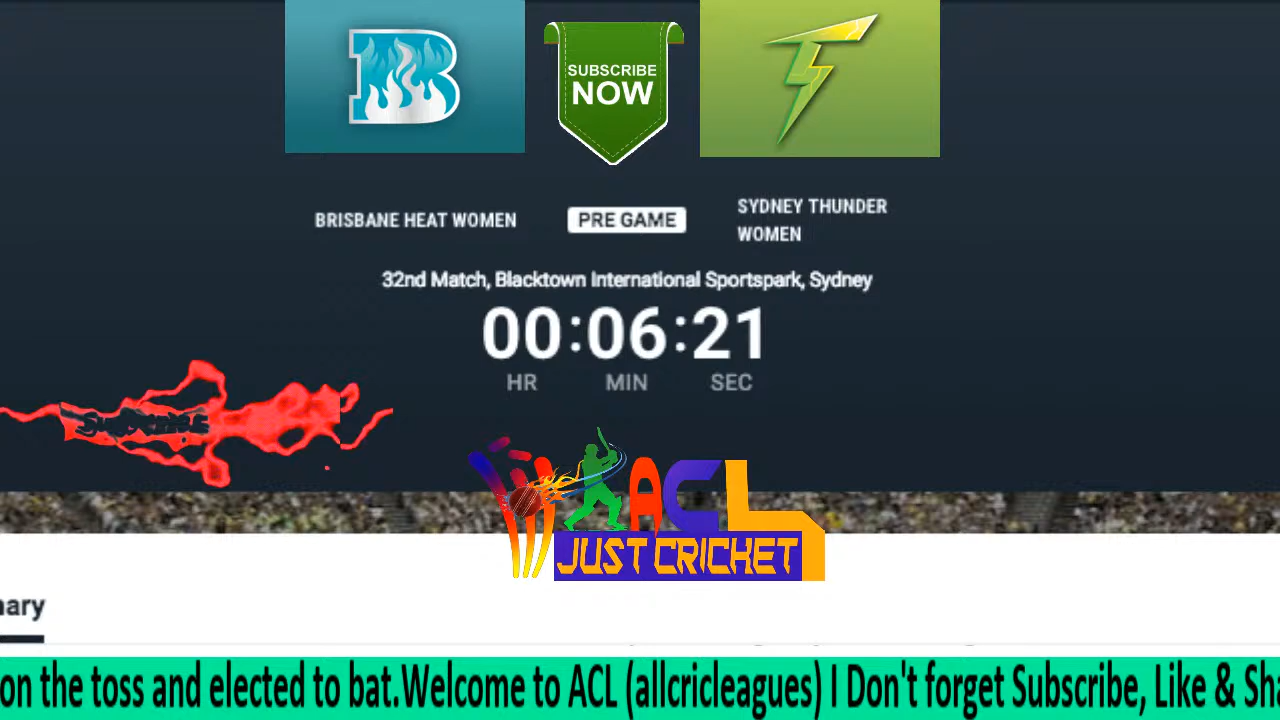 SUBSCRIBE
NOW
BRISBANE HEAT WOMEN
PRE GAME
SYDNEY THUNDER
WOMEN
32nd Match, Blacktown International Sportspark, Sydney
00:06:21
HR MIN SEC
ACL
JUST CRICKET
on the toss and elected to bat.Welcome to ACL (allcricleagues) I Don't forget Subscribe, Like &